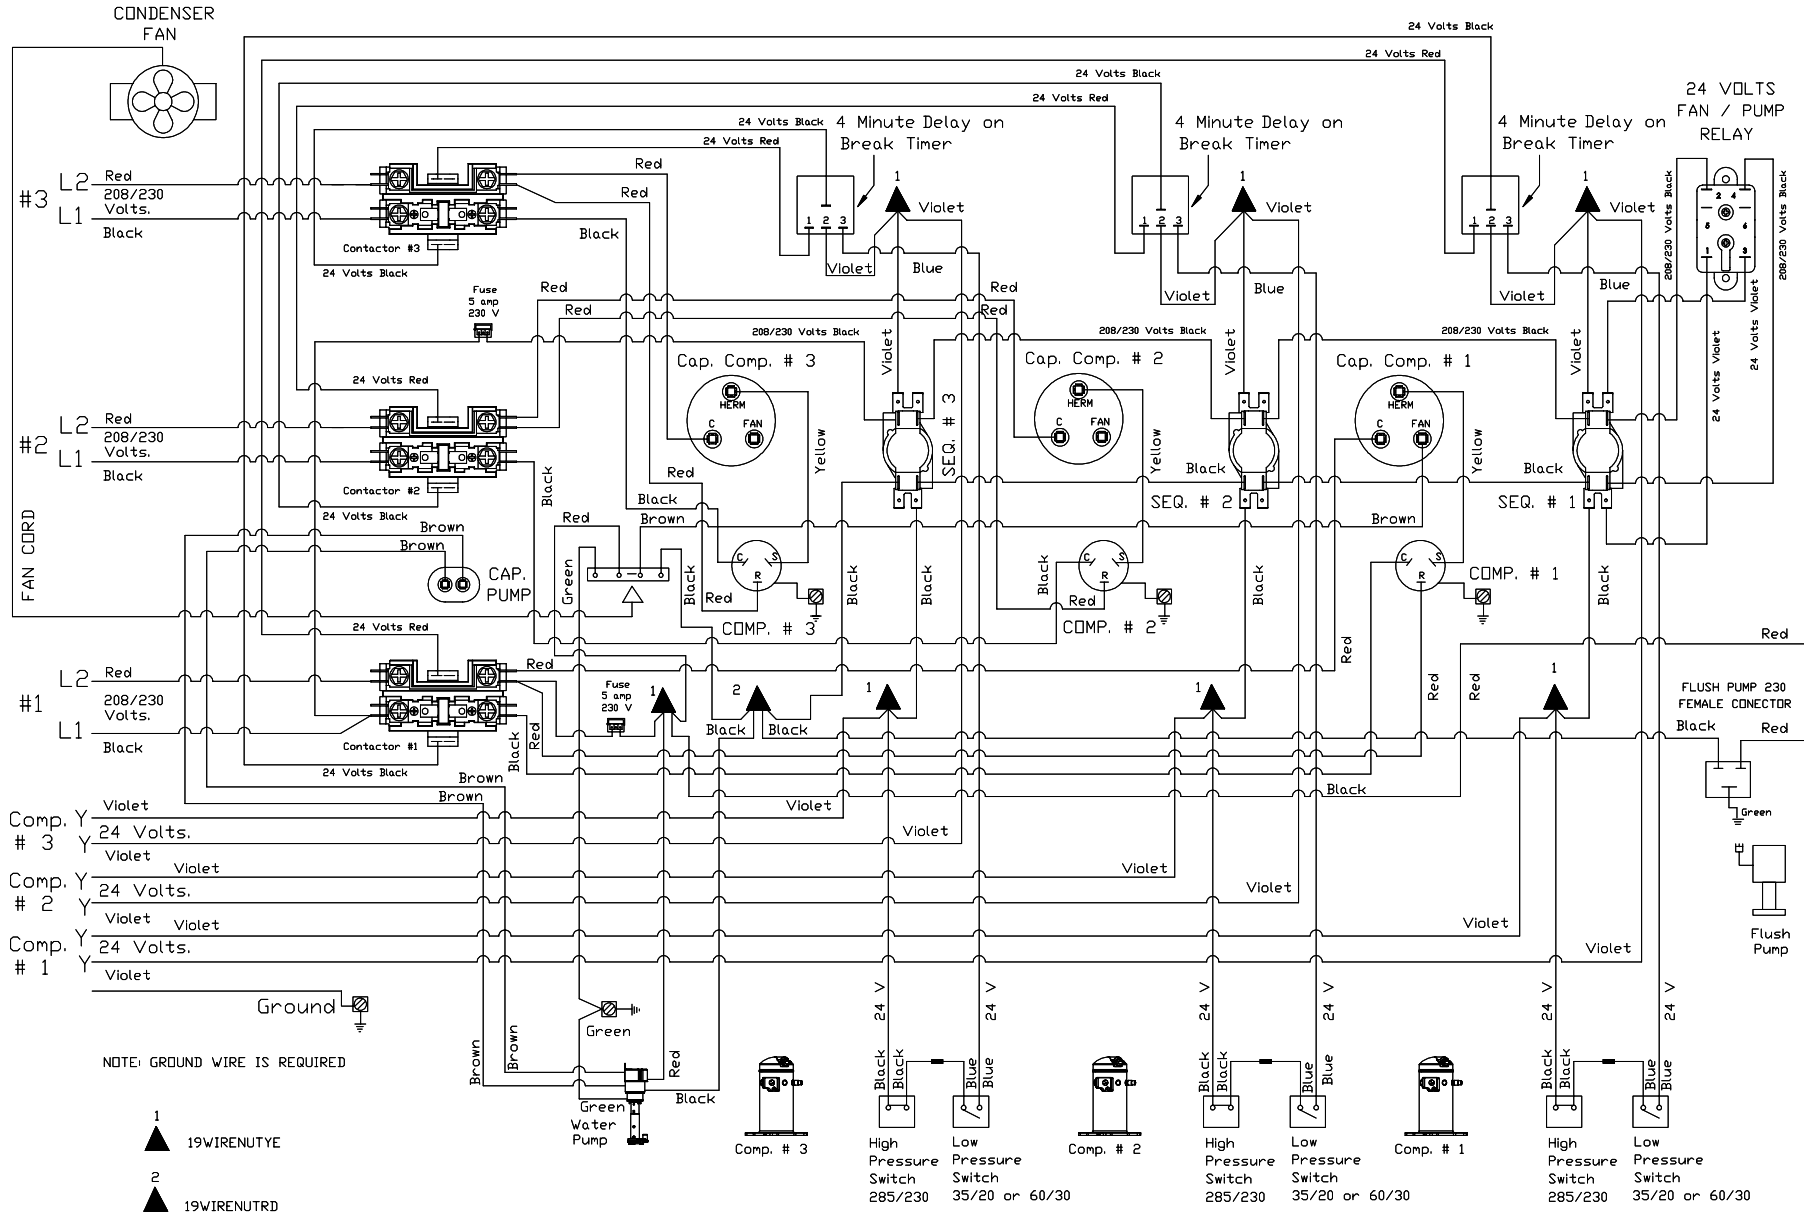 CONDENSER
FAN
24 Volts Black
24 Volts Red
24 Volts Black
24 Volts Red
24 Volts Black
24 Volts Red
4 Minute Delay on
Break Timer
4 Minute Delay on
Break Timer
4 Minute Delay on
Break Timer
24 VOLTS
FAN / PUMP
RELAY
#3
L2
Red
208/230
Volts.
L1
Black
Contactor #3
24 Volts Black
Red
Red
Black
1 2 3
1
Violet
Violet
Blue
1 2 3
1
Violet
Violet
Blue
1 2 3
1
Violet
Violet
Blue
2 4
5 6
1 3
208/230 Volts Black
208/230 Volts Black
24 Volts Violet
24 Volts Violet
Fuse
5 amp
230 V
Red
Red
Red
Red
208/230 Volts Black
208/230 Volts Black
208/230 Volts Black
Violet
Violet
Violet
Cap. Comp. # 3
HERM
C
FAN
Cap. Comp. # 2
HERM
C
FAN
Cap. Comp. # 1
HERM
C
FAN
Yellow
Yellow
Yellow
SEQ. # 3
SEQ. # 2
SEQ. # 1
24 Volts Red
#2
L2
Red
208/230
Volts.
L1
Black
Contactor #2
24 Volts Black
Black
Red
Black
Black
Black
Brown
Brown
CAP.
PUMP
FAN CORD
Red
Brown
Brown
Green
Black
C S
R
Red
COMP. # 3
Black
Black
Black
C S
R
Red
COMP. # 2
Black
C S
R
COMP. # 1
Black
24 Volts Red
#1
L2
Red
208/230
Volts.
L1
Black
Contactor #1
24 Volts Black
Red
Black
Red
Fuse
5 amp
230 V
1
2
1
1
1
Black
Black
Red
Red
Red
Red
FLUSH PUMP 230
FEMALE CONECTOR
Black
Red
Green
Brown
Brown
Black
Comp.
# 3
Y
Violet
24 Volts.
Y
Violet
Violet
Violet
Comp.
# 2
Y
Violet
24 Volts.
Y
Violet
Violet
Violet
Comp.
# 1
Y
Violet
24 Volts.
Y
Violet
Violet
Violet
Flush
Pump
Ground
NOTE: GROUND WIRE IS REQUIRED
Green
Brown
Brown
Red
Black
Green
Water
Pump
24 V
24 V
24 V
24 V
24 V
24 V
Black
Black
Blue
Blue
Black
Black
Blue
Blue
Black
Black
Blue
Blue
Comp. # 3
High
Pressure
Switch
285/230
Low
Pressure
Switch
35/20 or 60/30
Comp. # 2
High
Pressure
Switch
285/230
Low
Pressure
Switch
35/20 or 60/30
Comp. # 1
High
Pressure
Switch
285/230
Low
Pressure
Switch
35/20 or 60/30
1
19WIRENUTYE
2
19WIRENUTRD